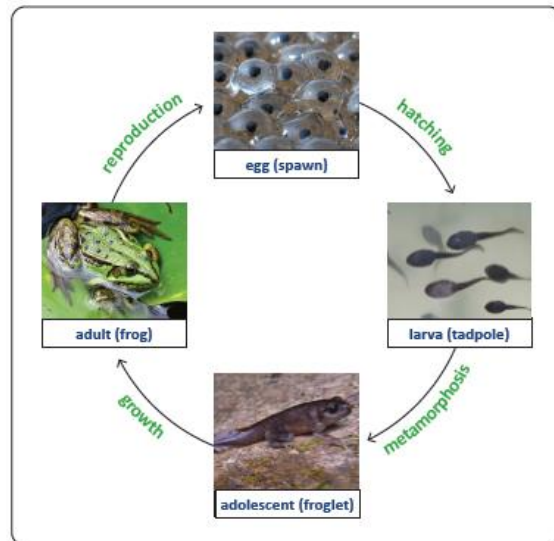 reproduction
egg (spawn)
hatching
adult (frog)
larva (tadpole)
growth
metamorphosis
adolescent (froglet)